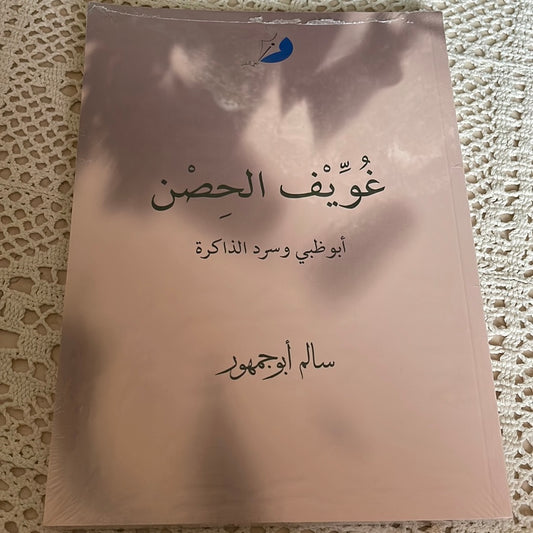 غُوِّيْف الحِصْن
أبوظبي وسرد الذاكرة
سالم أبوجمهور